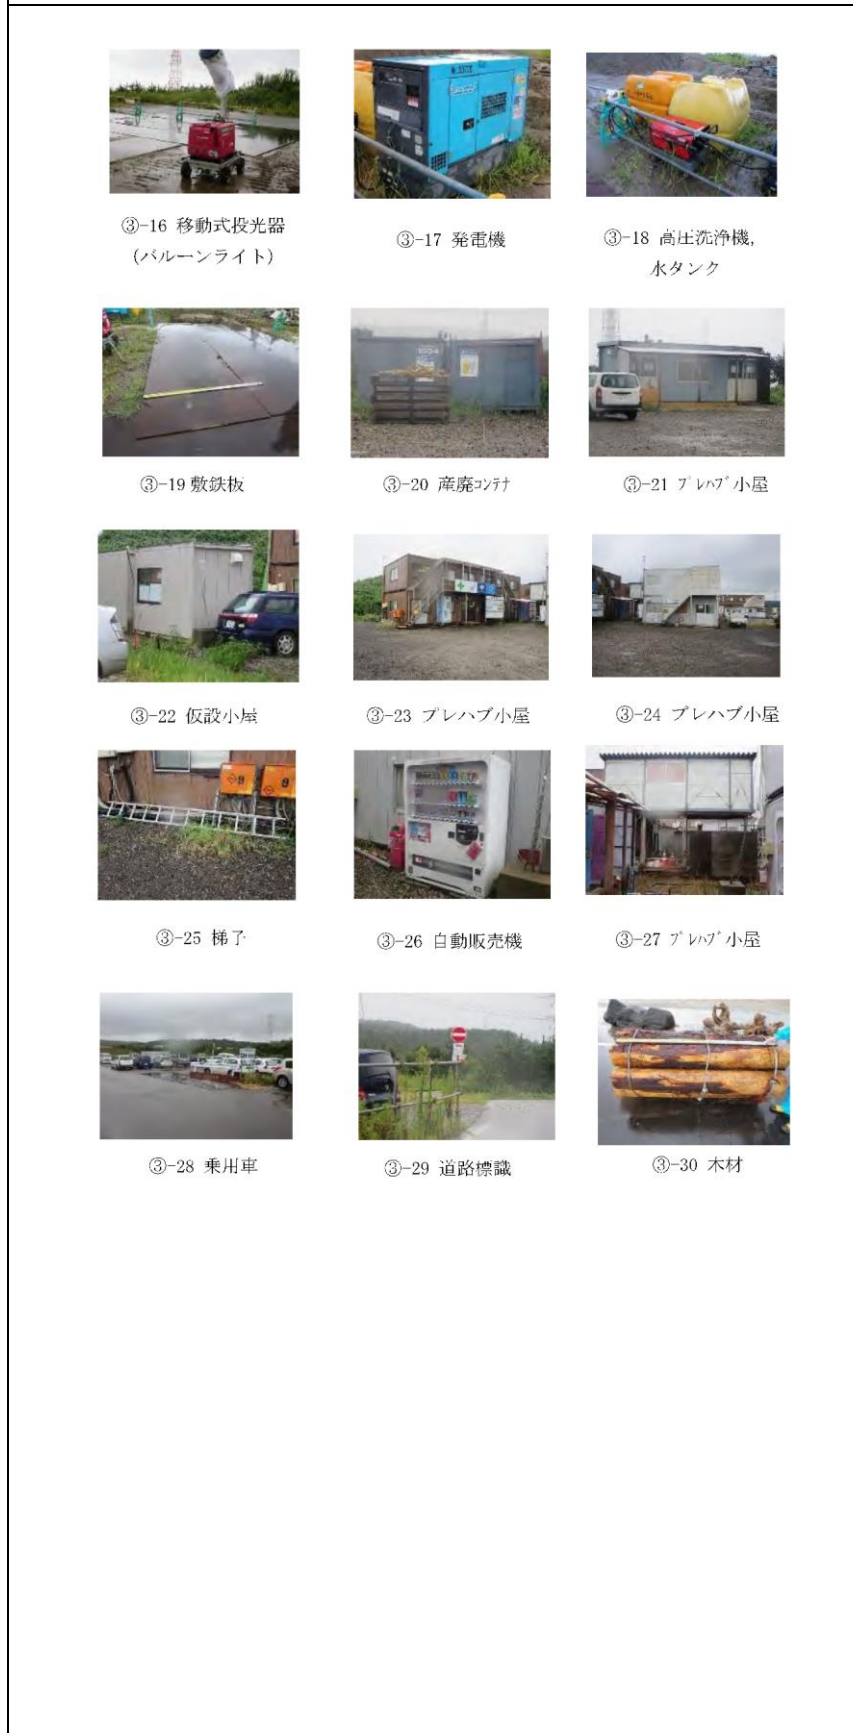 ③-16 移動式投光器
(バルーンライト)
③-17 発電機
③-18 高圧洗浄機,
水タンク
③-19 敷鉄板
③-20 産廃ｺﾝﾃﾅ
③-21 ﾌﾟﾚﾊﾌﾞ小屋
③-22 仮設小屋
③-23 プレハブ小屋
③-24 プレハブ小屋
③-25 梯子
③-26 自動販売機
③-27 ﾌﾟﾚﾊﾌﾞ小屋
③-28 乗用車
③-29 道路標識
③-30 木材